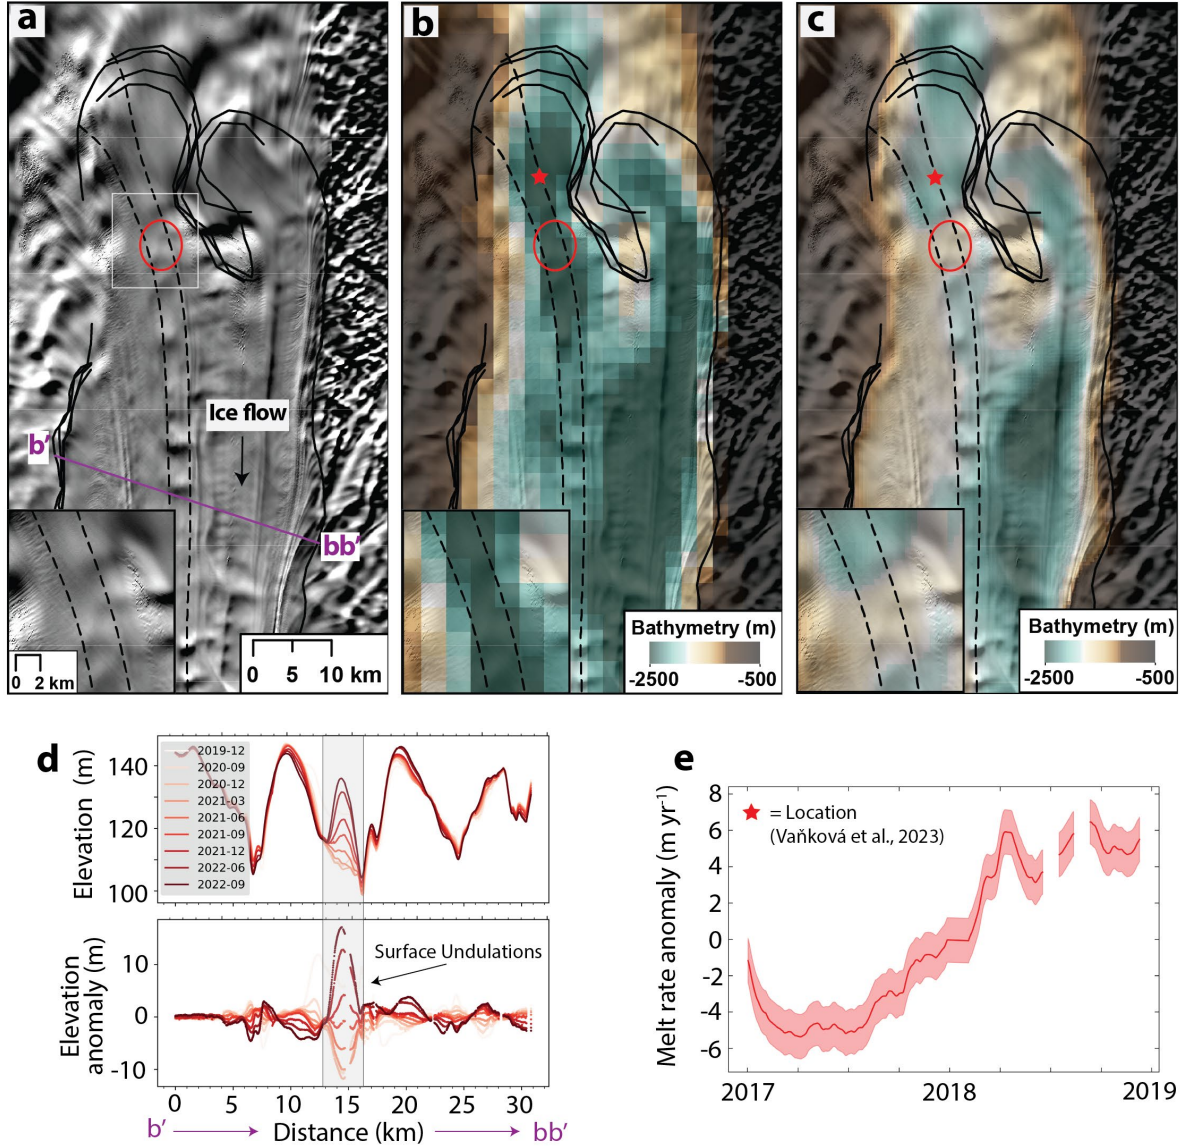 a
b
c
Ice flow
b'
bb'
0 2 km
0 5 10 km
Bathymetry (m)
-2500 -500
Bathymetry (m)
-2500 -500
d
Elevation (m)
140
120
100
2019-12
2020-09
2020-12
2021-03
2021-06
2021-09
2021-12
2022-06
2022-09
Elevation
anomaly (m)
10
0
-10
Surface Undulations
0 5 10 15 20 25 30
b' Distance (km) bb'
e
Melt rate anomaly (m yr-1)
8
6
4
2
0
-2
-4
-6
= Location
(Vaňková et al., 2023)
2017 2018 2019